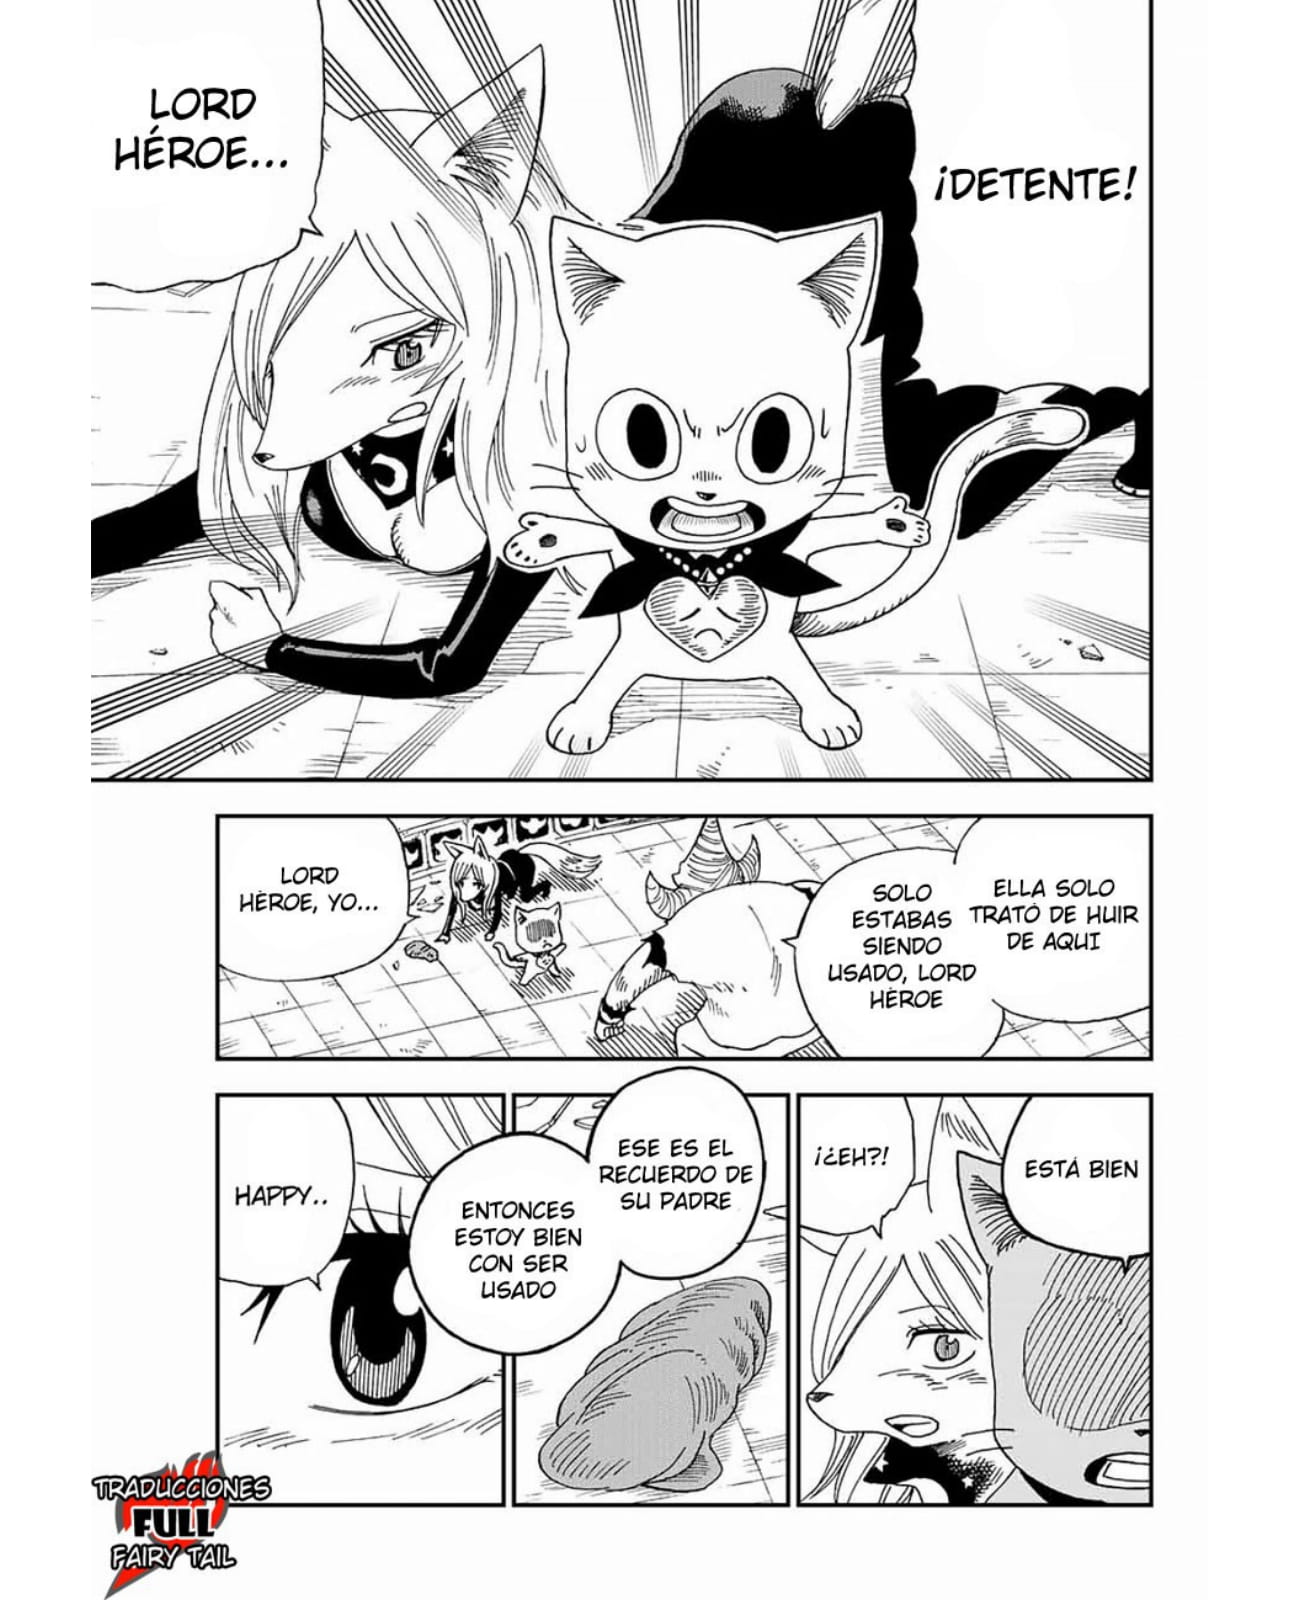 ¡DETENTE!
LORD
HÉROE...
ELLA SOLO
TRATÓ DE HUIR
DE AQUI
SOLO
ESTABAS
SIENDO
USADO, LORD
HÉROE
LORD
HÉROE, YO...
ESTÁ BIEN
¡¿EH?!
ESE ES EL
RECUERDO DE
SU PADRE
ENTONCES
ESTOY BIEN
CON SER
USADO
HAPPY..
TRADUCCIONES
FULL
FAIRY TAIL